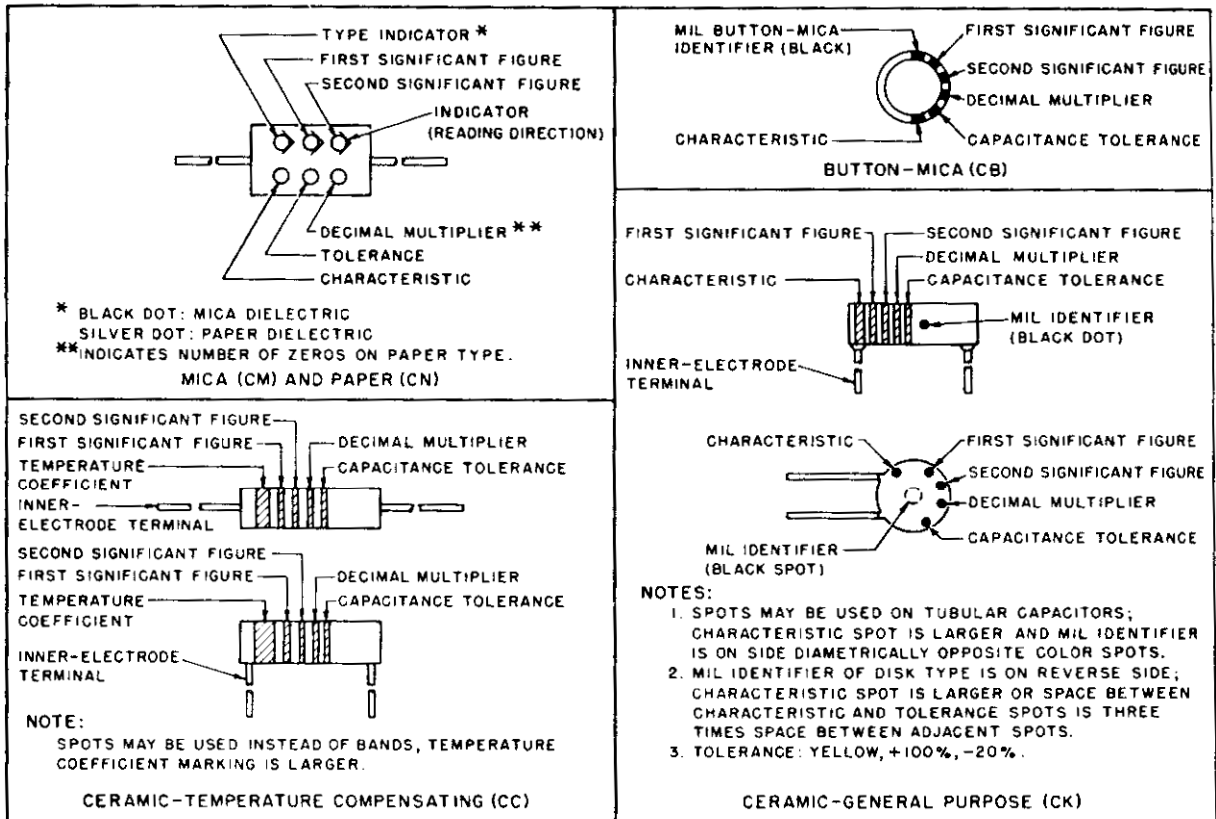 TYPE INDICATOR *
FIRST SIGNIFICANT FIGURE
SECOND SIGNIFICANT FIGURE
INDICATOR
(READING DIRECTION)
DECIMAL MULTIPLIER **
TOLERANCE
CHARACTERISTIC
* BLACK DOT: MICA DIELECTRIC
SILVER DOT: PAPER DIELECTRIC
** INDICATES NUMBER OF ZEROS ON PAPER TYPE.
MICA (CM) AND PAPER (CN)
SECOND SIGNIFICANT FIGURE
FIRST SIGNIFICANT FIGURE
DECIMAL MULTIPLIER
TEMPERATURE
COEFFICIENT
CAPACITANCE TOLERANCE
INNER-
ELECTRODE TERMINAL
SECOND SIGNIFICANT FIGURE
FIRST SIGNIFICANT FIGURE
DECIMAL MULTIPLIER
TEMPERATURE
COEFFICIENT
CAPACITANCE TOLERANCE
INNER-ELECTRODE
TERMINAL
NOTE:
SPOTS MAY BE USED INSTEAD OF BANDS, TEMPERATURE
COEFFICIENT MARKING IS LARGER.
CERAMIC-TEMPERATURE COMPENSATING (CC)
MIL BUTTON-MICA
IDENTIFIER (BLACK)
FIRST SIGNIFICANT FIGURE
SECOND SIGNIFICANT FIGURE
DECIMAL MULTIPLIER
CHARACTERISTIC
CAPACITANCE TOLERANCE
BUTTON-MICA (CB)
FIRST SIGNIFICANT FIGURE
SECOND SIGNIFICANT FIGURE
DECIMAL MULTIPLIER
CHARACTERISTIC
CAPACITANCE TOLERANCE
MIL IDENTIFIER
(BLACK DOT)
INNER-ELECTRODE
TERMINAL
CHARACTERISTIC
FIRST SIGNIFICANT FIGURE
SECOND SIGNIFICANT FIGURE
DECIMAL MULTIPLIER
CAPACITANCE TOLERANCE
MIL IDENTIFIER
(BLACK SPOT)
NOTES:
1. SPOTS MAY BE USED ON TUBULAR CAPACITORS;
CHARACTERISTIC SPOT IS LARGER AND MIL IDENTIFIER
IS ON SIDE DIAMETRICALLY OPPOSITE COLOR SPOTS.
2. MIL IDENTIFIER OF DISK TYPE IS ON REVERSE SIDE;
CHARACTERISTIC SPOT IS LARGER OR SPACE BETWEEN
CHARACTERISTIC AND TOLERANCE SPOTS IS THREE
TIMES SPACE BETWEEN ADJACENT SPOTS.
3. TOLERANCE: YELLOW, +100%, -20%.
CERAMIC-GENERAL PURPOSE (CK)